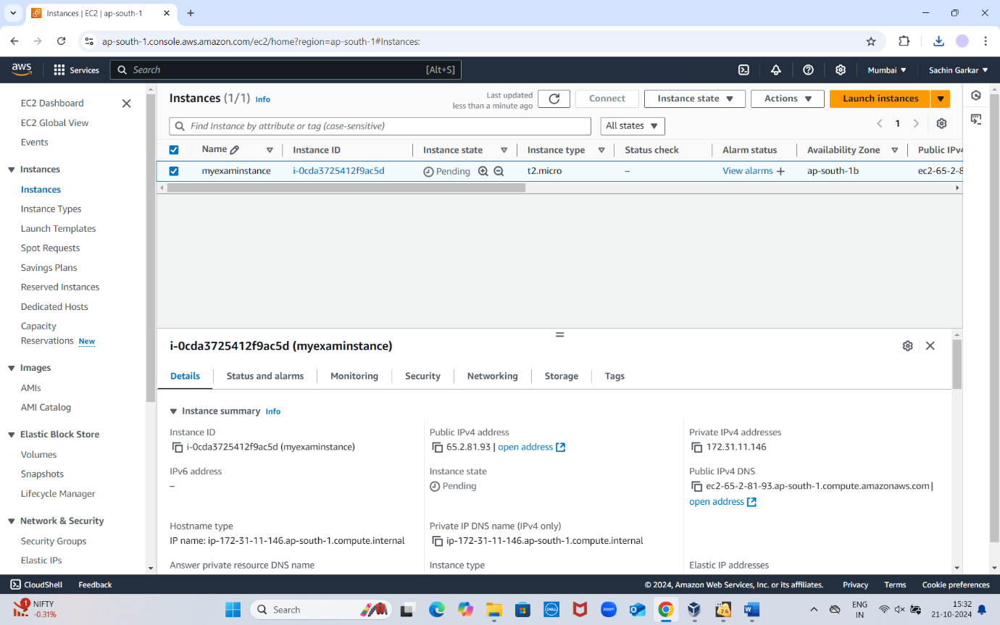 Instances | EC2 | ap-south-1
ap-south-1.console.aws.amazon.com/ec2/home?region=ap-south-1#Instances:
aws
Services
Search
[Alt+S]
Mumbai
Sachin Garkar
EC2 Dashboard
EC2 Global View
Events
Instances
Instances
Instance Types
Launch Templates
Spot Requests
Savings Plans
Reserved Instances
Dedicated Hosts
Capacity
Reservations New
Images
AMIs
AMI Catalog
Elastic Block Store
Volumes
Snapshots
Lifecycle Manager
Network & Security
Security Groups
Elastic IPs
Instances (1/1) Info
Last updated
less than a minute ago
Connect
Instance state
Actions
Launch instances
Find Instance by attribute or tag (case-sensitive)
All states
1
Name
Instance ID
Instance state
Instance type
Status check
Alarm status
Availability Zone
Public IPv4
myexaminstance
i-0cda3725412f9ac5d
Pending
t2.micro
–
View alarms +
ap-south-1b
ec2-65-2-8
i-0cda3725412f9ac5d (myexaminstance)
Details
Status and alarms
Monitoring
Security
Networking
Storage
Tags
Instance summary Info
Instance ID
i-0cda3725412f9ac5d (myexaminstance)
Public IPv4 address
65.2.81.93 | open address
Private IPv4 addresses
172.31.11.146
IPv6 address
–
Instance state
Pending
Public IPv4 DNS
ec2-65-2-81-93.ap-south-1.compute.amazonaws.com |
open address
Hostname type
IP name: ip-172-31-11-146.ap-south-1.compute.internal
Private IP DNS name (IPv4 only)
ip-172-31-11-146.ap-south-1.compute.internal
Answer private resource DNS name
Instance type
Elastic IP addresses
CloudShell
Feedback
© 2024, Amazon Web Services, Inc. or its affiliates.
Privacy
Terms
Cookie preferences
1
NIFTY
-0.31%
Search
DELL
zoom
2.6
W
ENG
IN
15:32
21-10-2024